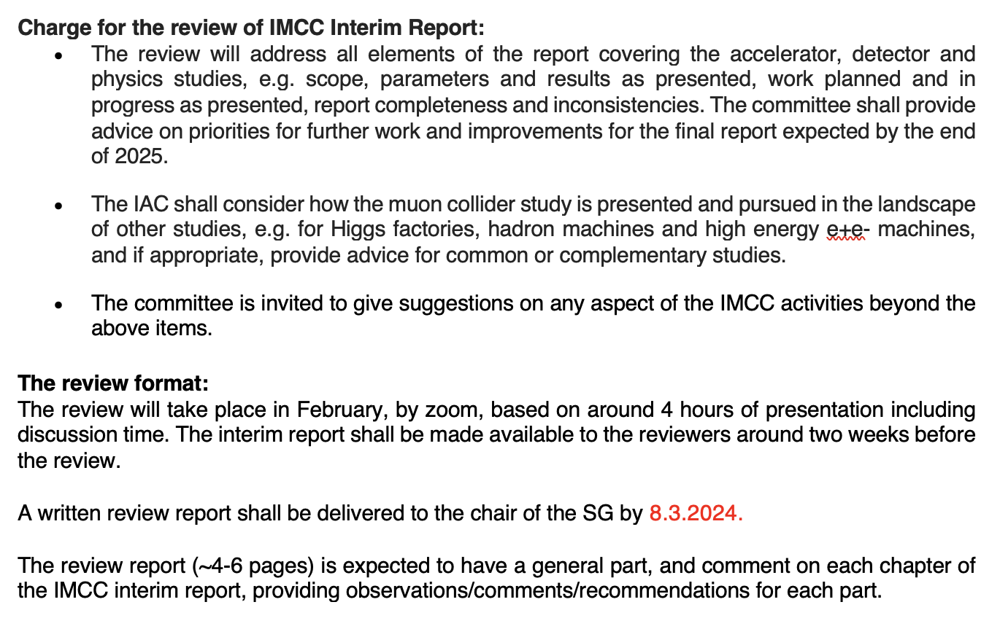 Charge for the review of IMCC Interim Report:
• The review will address all elements of the report covering the accelerator, detector and
physics studies, e.g. scope, parameters and results as presented, work planned and in
progress as presented, report completeness and inconsistencies. The committee shall provide
advice on priorities for further work and improvements for the final report expected by the end
of 2025.
• The IAC shall consider how the muon collider study is presented and pursued in the landscape
of other studies, e.g. for Higgs factories, hadron machines and high energy e+e- machines,
and if appropriate, provide advice for common or complementary studies.
• The committee is invited to give suggestions on any aspect of the IMCC activities beyond the
above items.
The review format:
The review will take place in February, by zoom, based on around 4 hours of presentation including
discussion time. The interim report shall be made available to the reviewers around two weeks before
the review.
A written review report shall be delivered to the chair of the SG by 8.3.2024.
The review report (~4-6 pages) is expected to have a general part, and comment on each chapter of
the IMCC interim report, providing observations/comments/recommendations for each part.